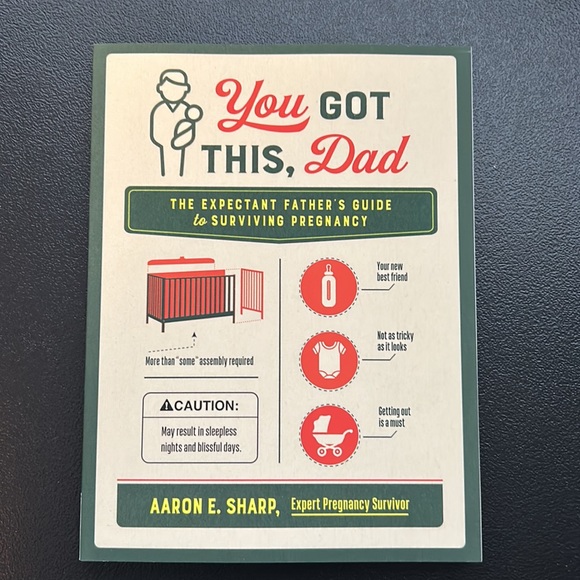 You GOT
THIS, Dad
THE EXPECTANT FATHER'S GUIDE
to SURVIVING PREGNANCY
More than "some" assembly required
CAUTION:
May result in sleepless
nights and blissful days.
Your new
best friend
Not as tricky
as it looks
Getting out
is a must
AARON E. SHARP, Expert Pregnancy Survivor